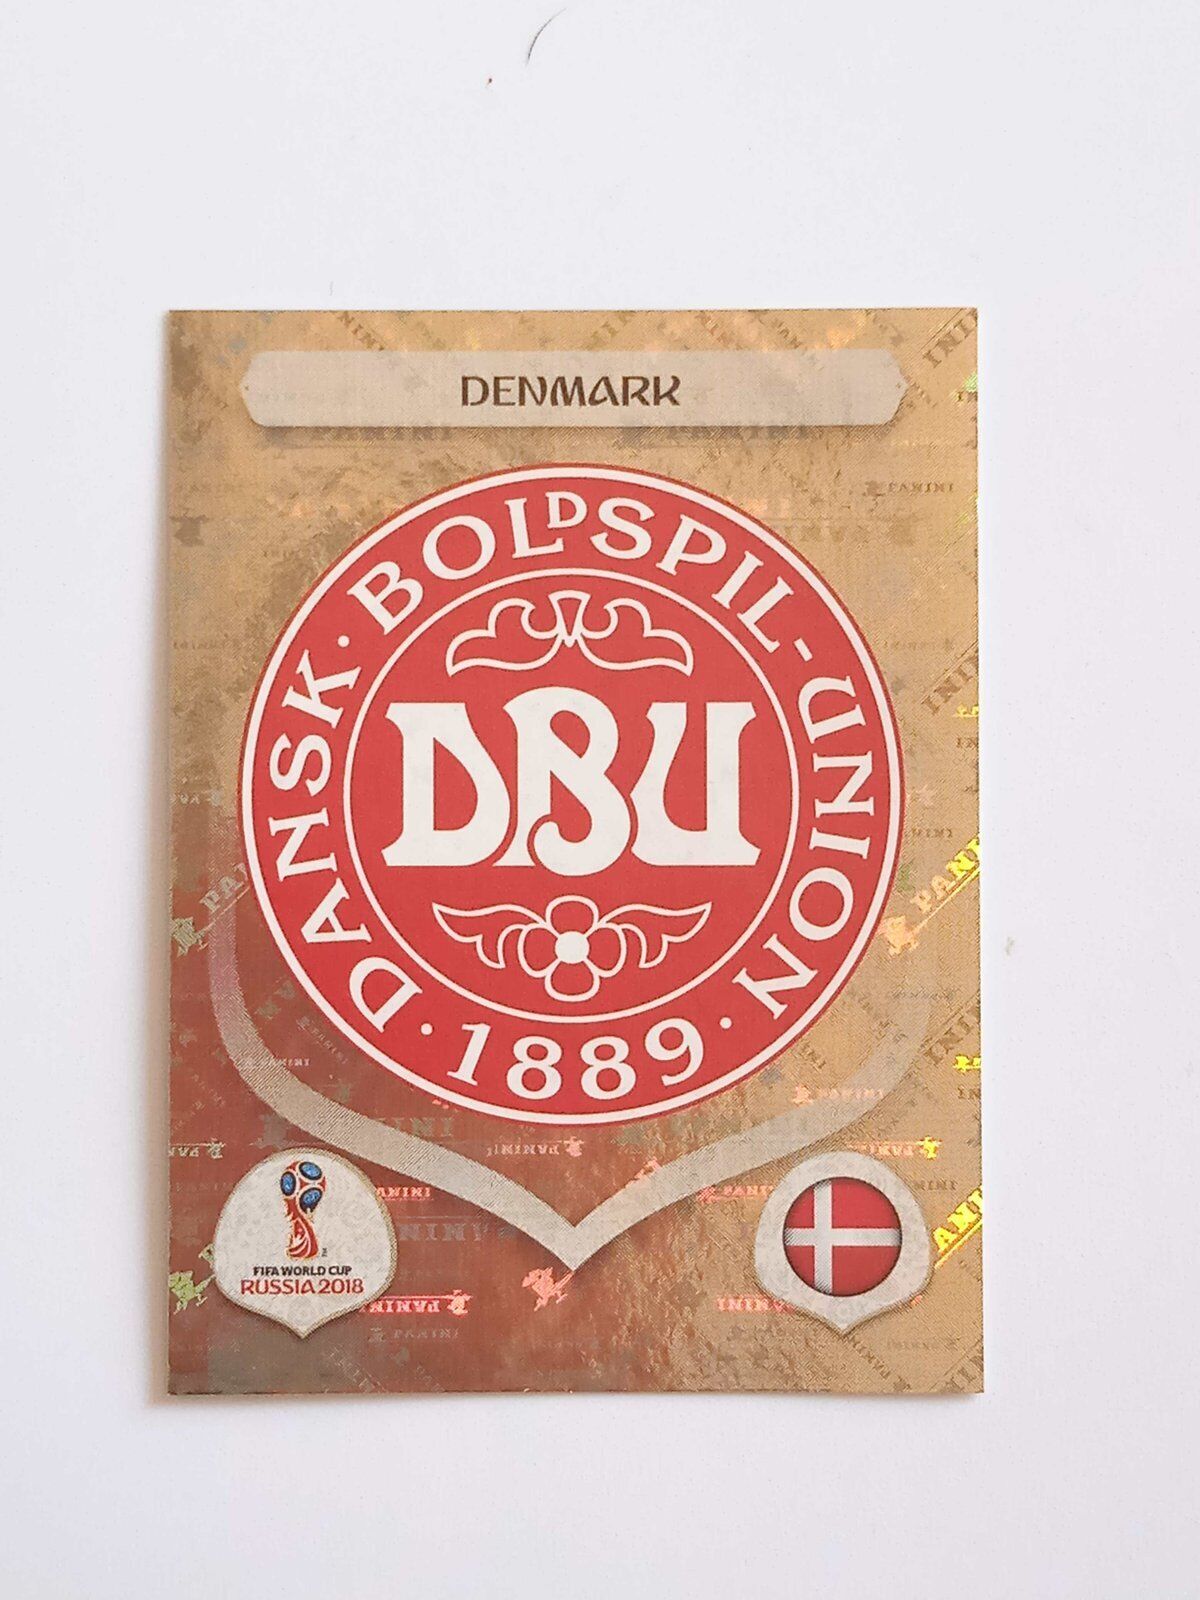 DENMARK
DANSK · BOLDSPIL-UNION
DBU
· 1889 ·
FIFA WORLD CUP
RUSSIA 2018
PANINI